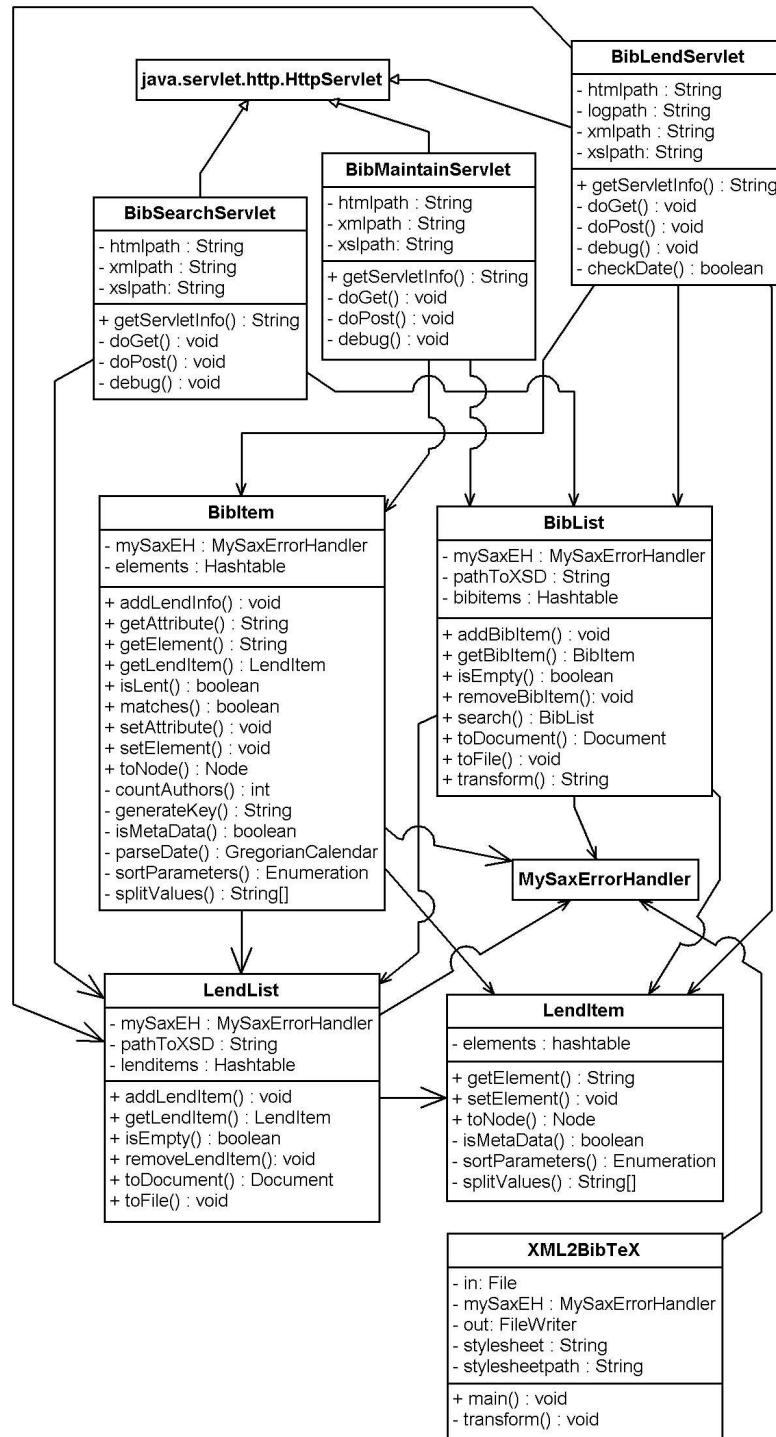 BibLendServlet
- htmlpath : String
- logpath : String
- xmlpath : String
- xslpath: String
+ getServletInfo() : String
- doGet() : void
- doPost() : void
- debug() : void
- checkDate() : boolean
java.servlet.http.HttpServlet
BibMaintainServlet
- htmlpath : String
- xmlpath : String
- xslpath: String
+ getServletInfo() : String
- doGet() : void
- doPost() : void
- debug() : void
BibSearchServlet
- htmlpath : String
- xmlpath : String
- xslpath: String
+ getServletInfo() : String
- doGet() : void
- doPost() : void
- debug() : void
BibItem
- mySaxEH : MySaxErrorHandler
- elements : Hashtable
+ addLendInfo() : void
+ getAttribute() : String
+ getElement() : String
+ getLendItem() : LendItem
+ isLent() : boolean
+ matches() : boolean
+ setAttribute() : void
+ setElement() : void
+ toNode() : Node
- countAuthors() : int
- generateKey() : String
- isMetaData() : boolean
- parseDate() : GregorianCalendar
- sortParameters() : Enumeration
- splitValues() : String[]
BibList
- mySaxEH : MySaxErrorHandler
- pathToXSD : String
- bibitems : Hashtable
+ addBibItem() : void
+ getBibItem() : BibItem
+ isEmpty() : boolean
+ removeBibItem(): void
+ search() : BibList
+ toDocument() : Document
+ toFile() : void
+ transform() : String
MySaxErrorHandler
LendList
- mySaxEH : MySaxErrorHandler
- pathToXSD : String
- lenditems : Hashtable
+ addLendItem() : void
+ getLendItem() : LendItem
+ isEmpty() : boolean
+ removeLendItem(): void
+ toDocument() : Document
+ toFile() : void
LendItem
- elements : hashtable
+ getElement() : String
+ setElement() : void
+ toNode() : Node
- isMetaData() : boolean
- sortParameters() : Enumeration
- splitValues() : String[]
XML2BibTeX
- in: File
- mySaxEH : MySaxErrorHandler
- out: FileWriter
- stylesheet : String
- stylesheetpath : String
+ main() : void
- transform() : void